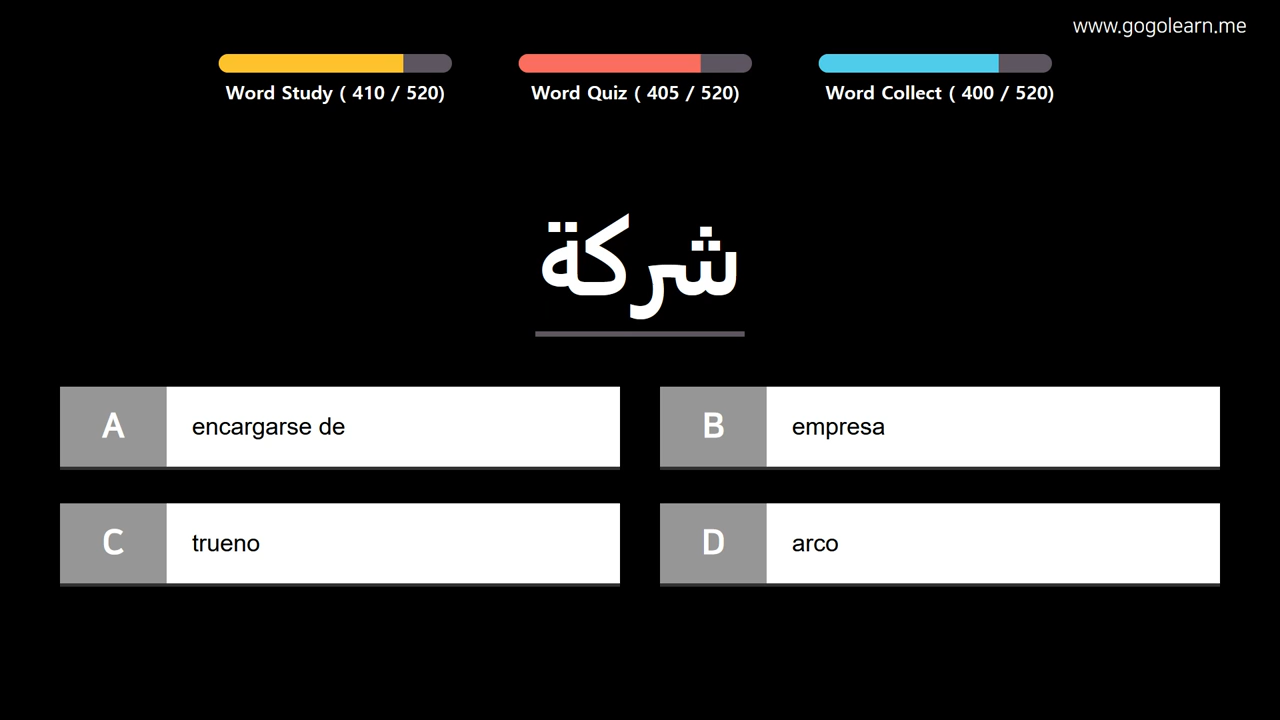 www.gogolearn.me
Word Study ( 410 / 520)
Word Quiz ( 405 / 520)
Word Collect ( 400 / 520)
شركة
A encargarse de
B empresa
C trueno
D arco